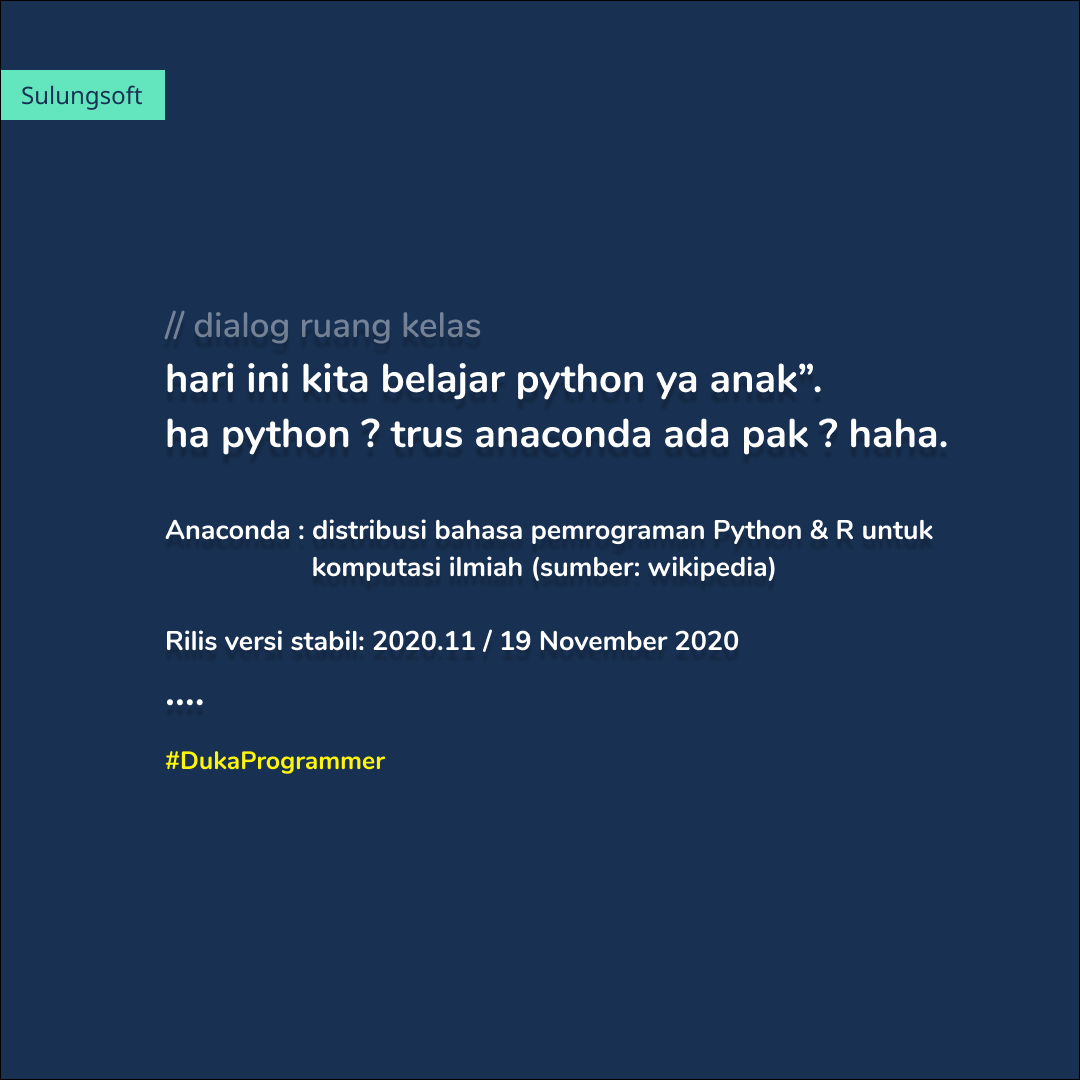 Sulungsoft
// dialog ruang kelas
hari ini kita belajar python ya anak”.
ha python ? trus anaconda ada pak ? haha.
Anaconda : distribusi bahasa pemrograman Python & R untuk
komputasi ilmiah (sumber: wikipedia)
Rilis versi stabil: 2020.11 / 19 November 2020
....
#DukaProgrammer